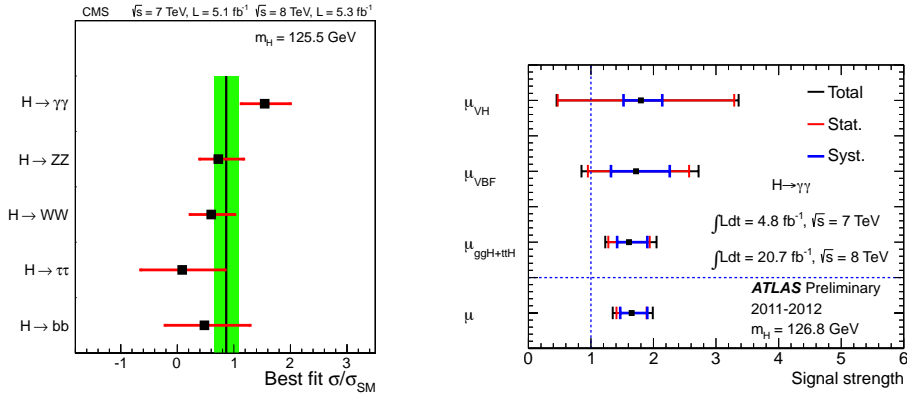 CMS √s = 7 TeV, L = 5.1 fb⁻¹ √s = 8 TeV, L = 5.3 fb⁻¹
m_H = 125.5 GeV
H → γγ
H → ZZ
H → WW
H → ττ
H → bb
-1 0 1 2 3
Best fit σ/σ_SM
μ_VH
μ_VBF
μ_ggH+ttH
μ
Total
Stat.
Syst.
H→γγ
∫Ldt = 4.8 fb⁻¹, √s = 7 TeV
∫Ldt = 20.7 fb⁻¹, √s = 8 TeV
ATLAS Preliminary
2011-2012
m_H = 126.8 GeV
0 1 2 3 4 5 6
Signal strength